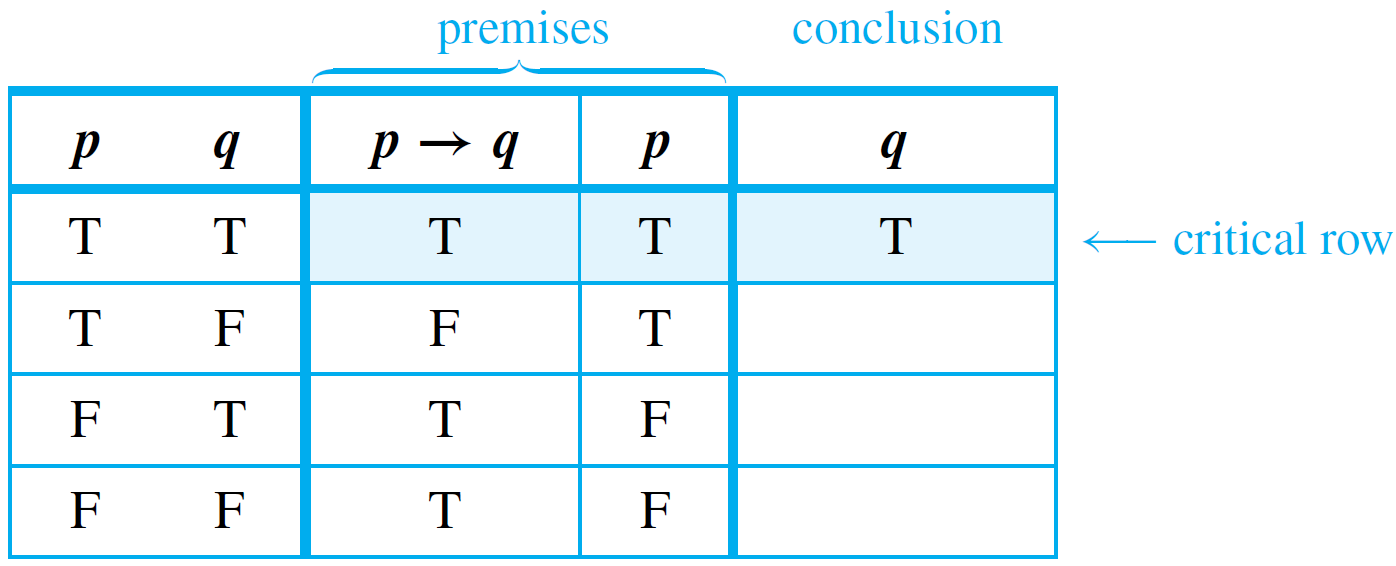 premises conclusion
p q p → q p q
T T T T T ← critical row
T F F T
F T T F
F F T F